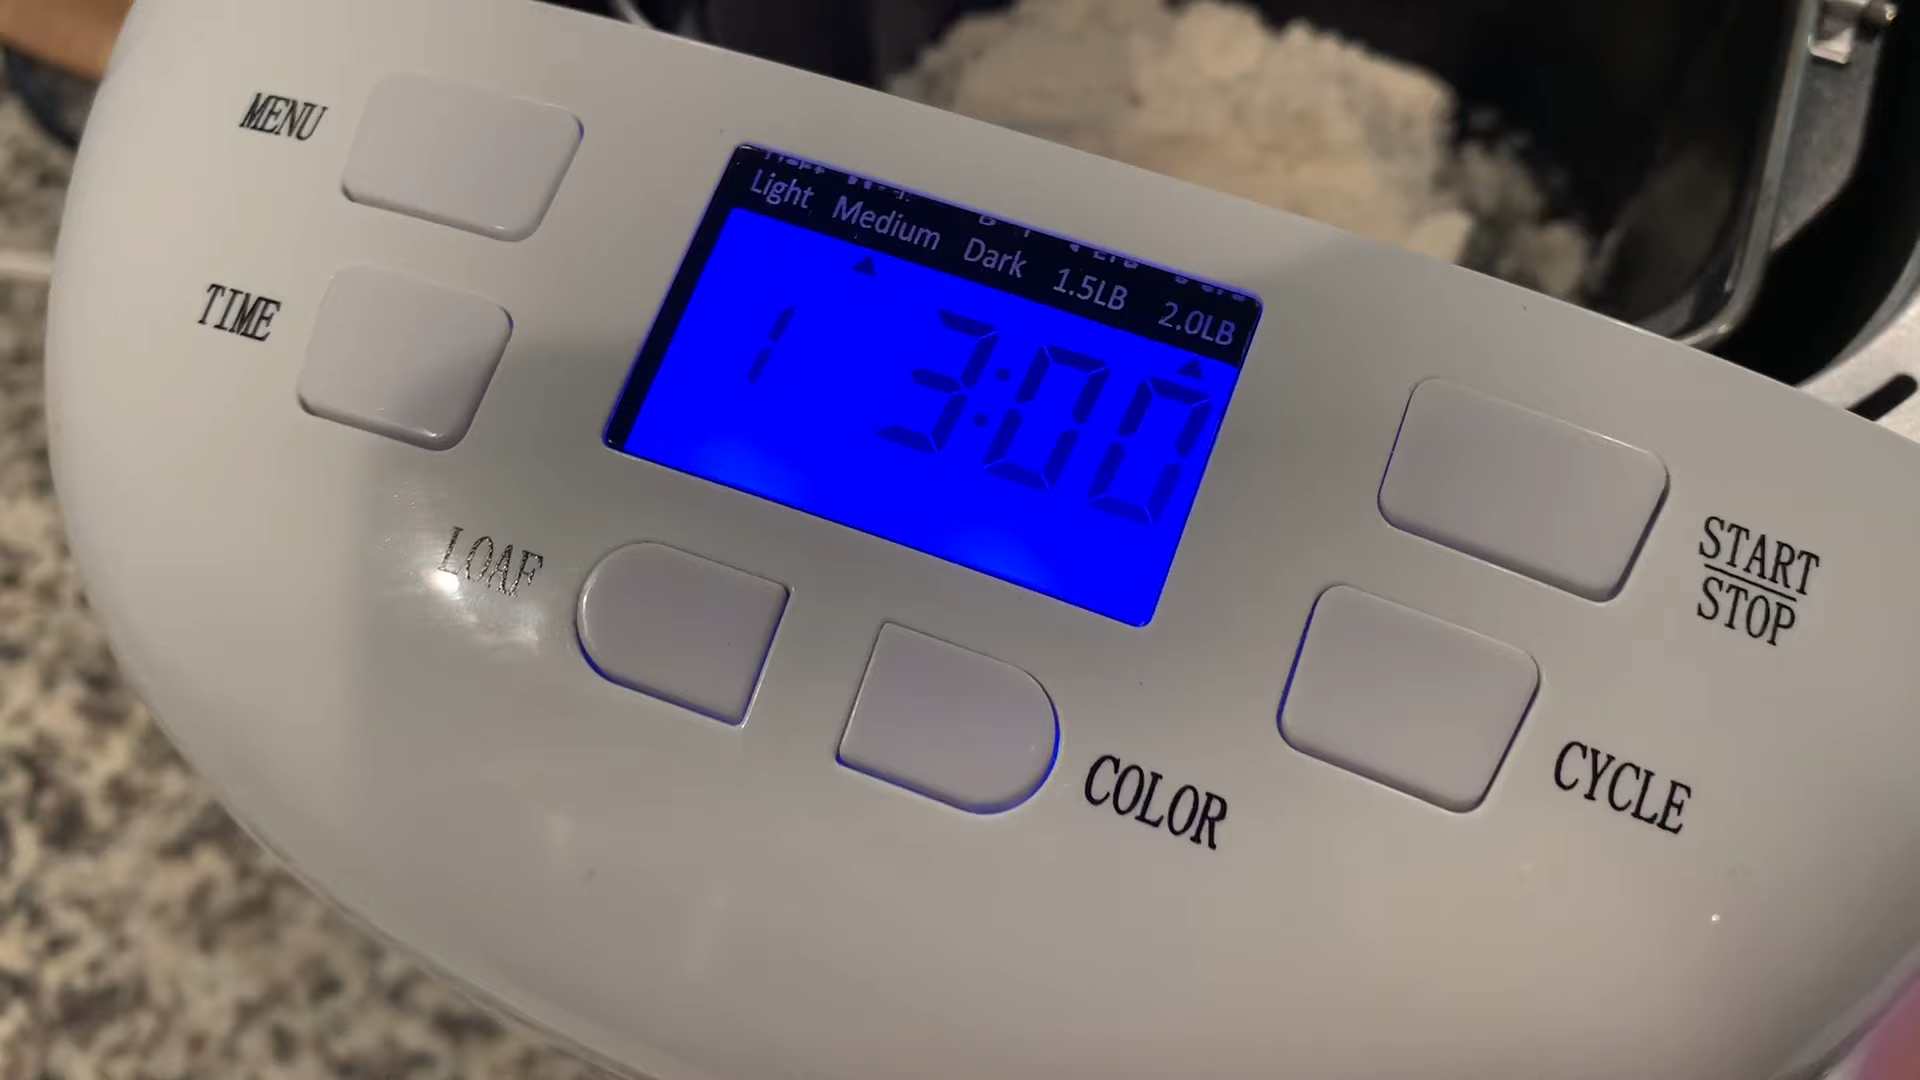 MENU
TIME
LOAF
Light Medium Dark 1.5LB 2.0LB
1 3:00
COLOR
START
STOP
CYCLE